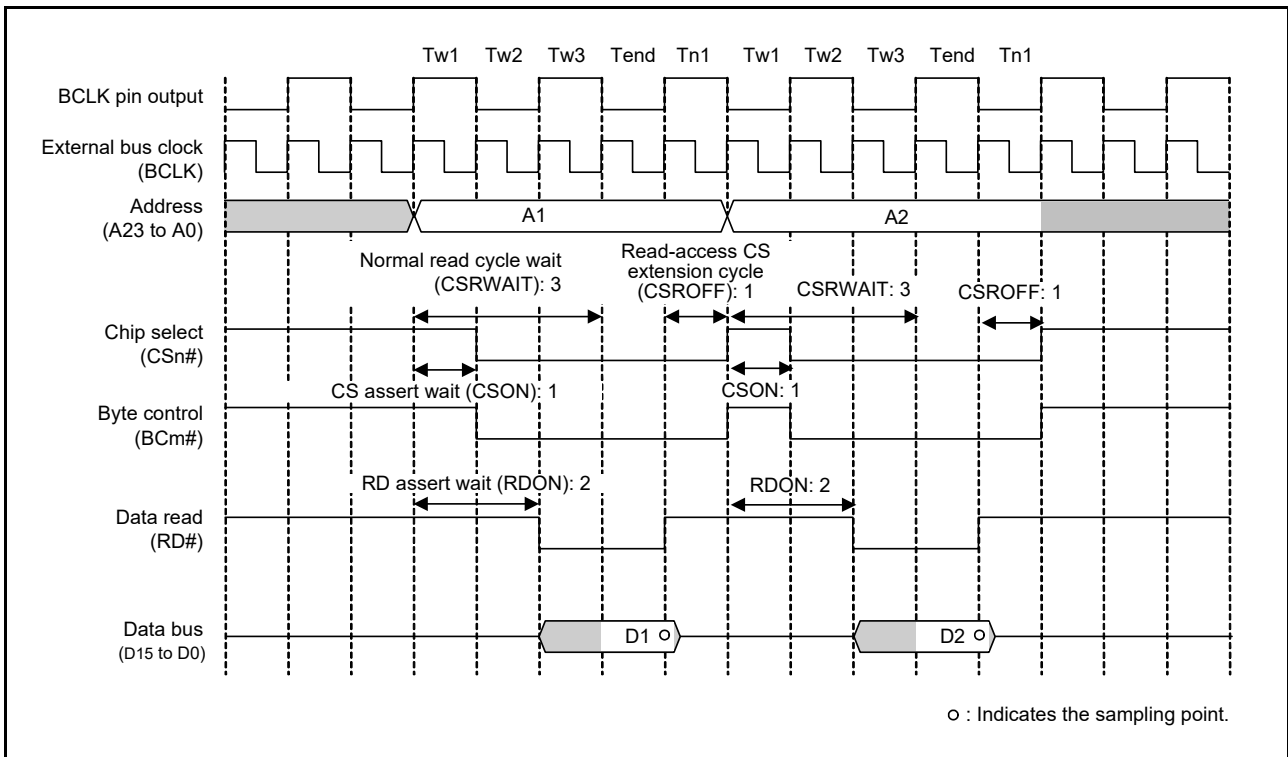 Tw1 Tw2 Tw3 Tend Tn1 Tw1 Tw2 Tw3 Tend Tn1
BCLK pin output
External bus clock
(BCLK)
Address
(A23 to A0)
A1
A2
Normal read cycle wait
(CSRWAIT): 3
Read-access CS
extension cycle
(CSROFF): 1
CSRWAIT: 3
CSROFF: 1
Chip select
(CSn#)
CS assert wait (CSON): 1
CSON: 1
Byte control
(BCm#)
RD assert wait (RDON): 2
RDON: 2
Data read
(RD#)
Data bus
(D15 to D0)
D1
D2
: Indicates the sampling point.